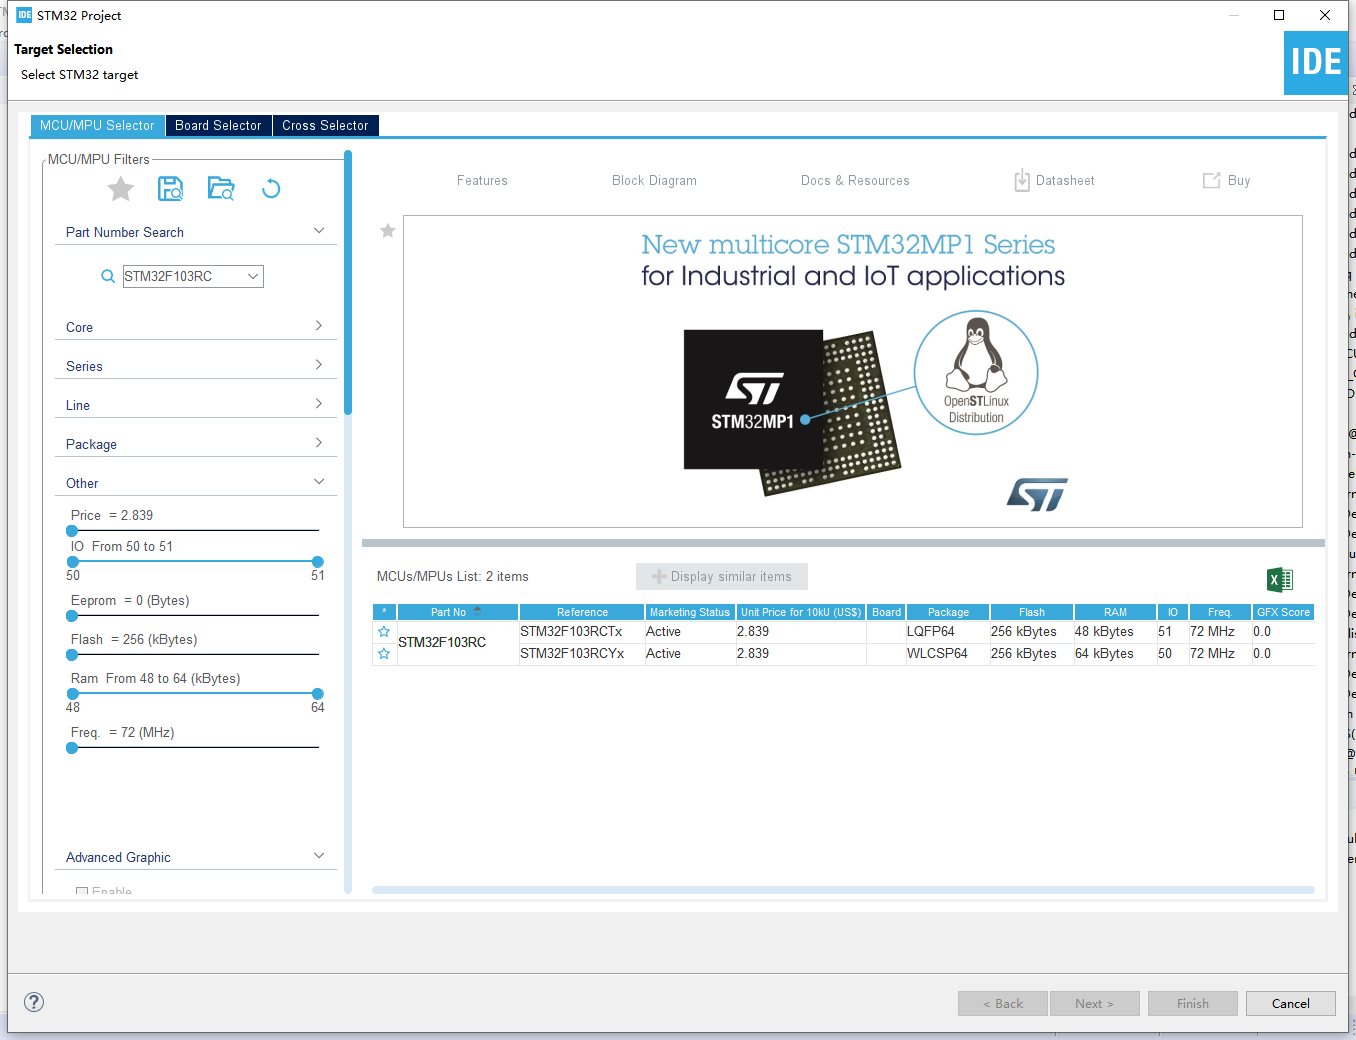 IDE STM32 Project
Target Selection
Select STM32 target
IDE
MCU/MPU Selector Board Selector Cross Selector
MCU/MPU Filters
Features Block Diagram Docs & Resources Datasheet Buy
Part Number Search
STM32F103RC
Core
Series
Line
Package
Other
Price = 2.839
IO From 50 to 51
50 51
Eeprom = 0 (Bytes)
Flash = 256 (kBytes)
Ram From 48 to 64 (kBytes)
48 64
Freq. = 72 (MHz)
Advanced Graphic
Enable
New multicore STM32MP1 Series
for Industrial and IoT applications
ST
STM32MP1
OpenSTLinux
Distribution
ST
MCUs/MPUs List: 2 items
Display similar items
* Part No Reference Marketing Status Unit Price for 10kU (US$) Board Package Flash RAM IO Freq. GFX Score
STM32F103RC STM32F103RCTx Active 2.839 LQFP64 256 kBytes 48 kBytes 51 72 MHz 0.0
STM32F103RCYx Active 2.839 WLCSP64 256 kBytes 64 kBytes 50 72 MHz 0.0
? < Back Next > Finish Cancel